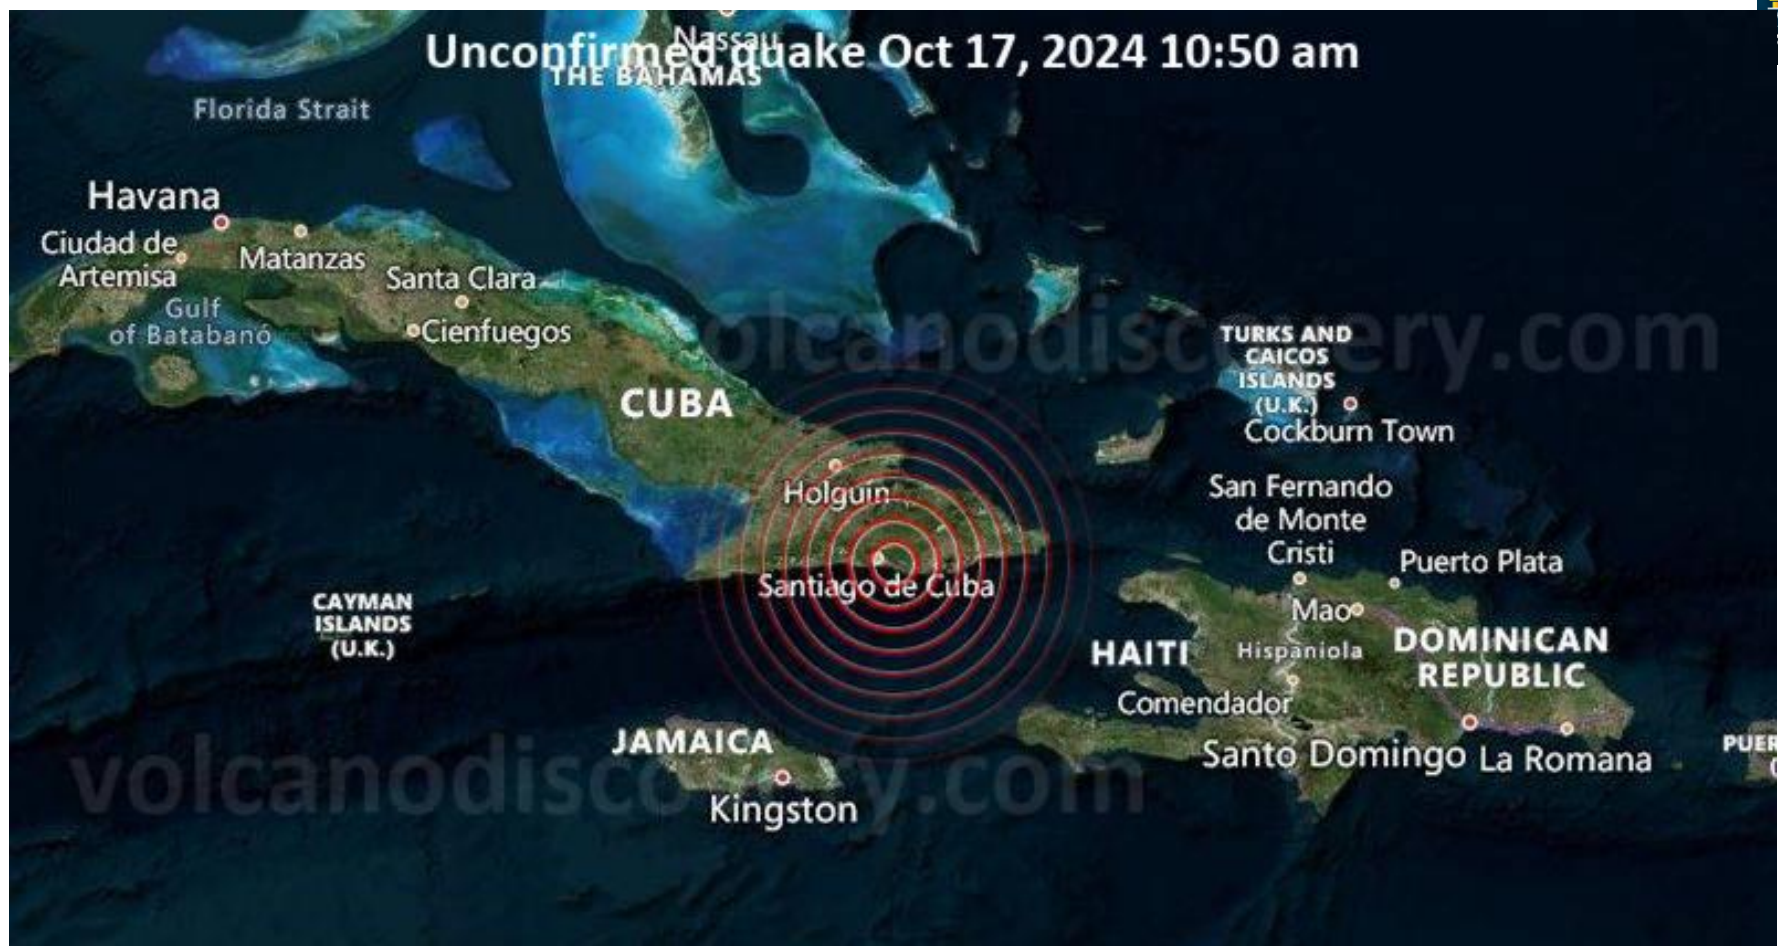 Nassau
Unconfirmed quake Oct 17, 2024 10:50 am
THE BAHAMAS
Florida Strait
Havana
Ciudad de
Artemisa
Matanzas
Santa Clara
Gulf
of Batabanó
Cienfuegos
volcanodiscovery.com
TURKS AND
CAICOS
ISLANDS
(U.K.)
Cockburn Town
CUBA
Holguín
San Fernando
de Monte
Cristi
Puerto Plata
Santiago de Cuba
CAYMAN
ISLANDS
(U.K.)
Mao
HAITI
Hispaniola
DOMINICAN
REPUBLIC
Comendador
JAMAICA
Santo Domingo
La Romana
PUER
volcanodiscovery.com
Kingston